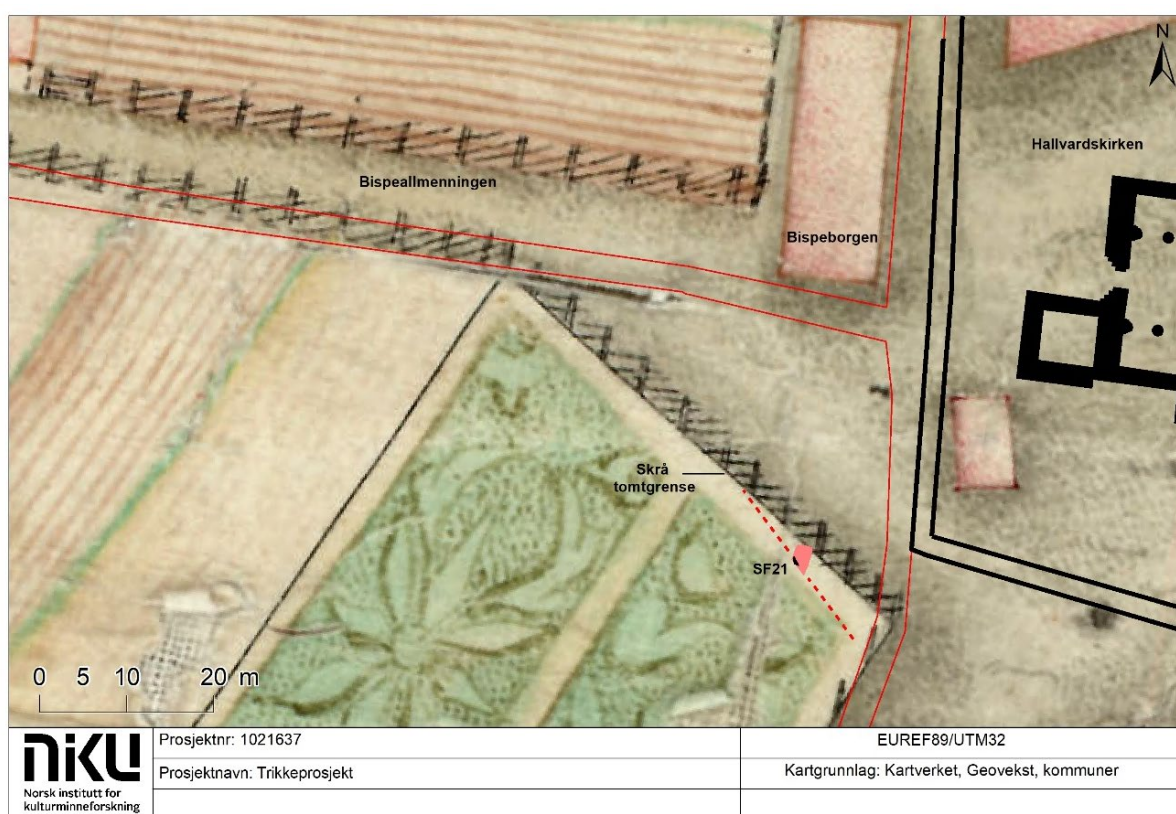 N
Hallvardskirken
Bispeallmenningen
Bispeborgen
Skrå
tomtgrense
SF21
0 5 10 20 m
NIKU
Norsk institutt for
kulturminneforskning
Prosjektnr: 1021637
Prosjektnavn: Trikkeprosjekt
EUREF89/UTM32
Kartgrunnlag: Kartverket, Geovekst, kommuner